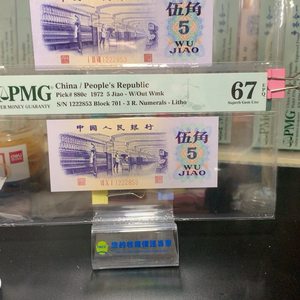 伍角
5
WU
JIAO
PMG
PAPER MONEY GUARANTY
China / People's Republic
Pick# 880c 1972 5 Jiao - W/Out Wmk
S/N 1222853 Block 701 - 3 R. Numerals - Litho
67 EPQ
Superb Gem Unc
中国人民银行
伍角
5
WU
JIAO
1222853